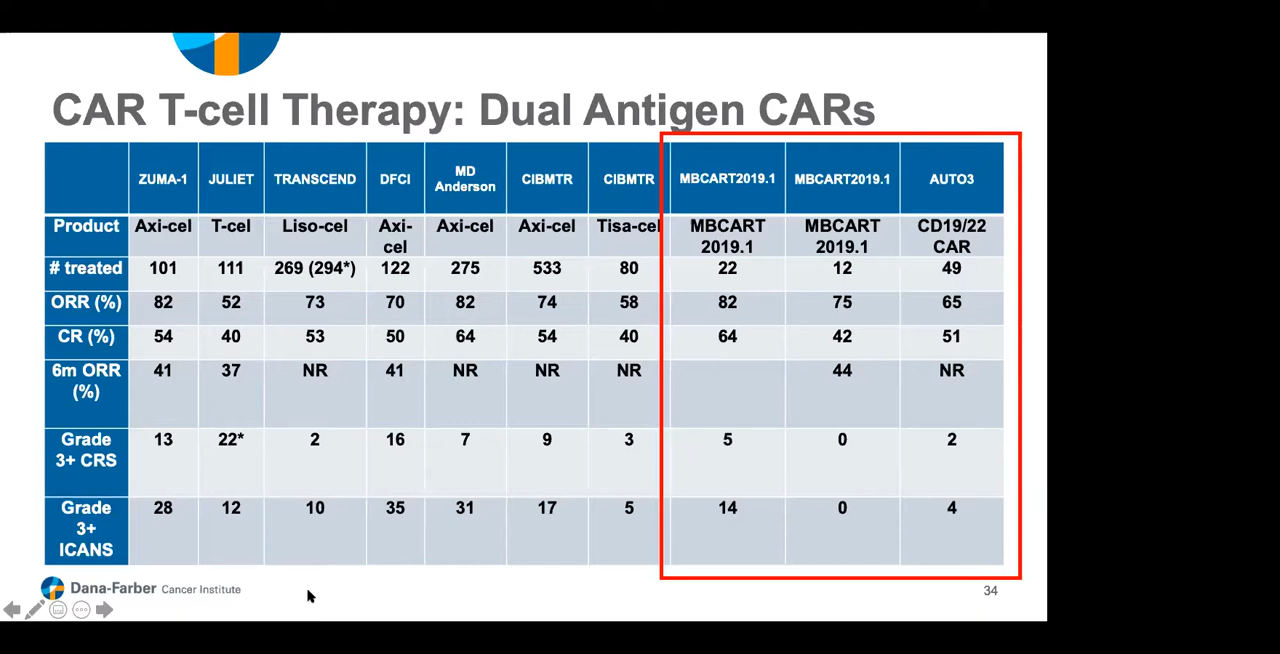 CAR T-cell Therapy: Dual Antigen CARs
ZUMA-1 JULIET TRANSCEND DFCI MD Anderson CIBMTR CIBMTR MBCART2019.1 MBCART2019.1 AUTO3
Product Axi-cel T-cel Liso-cel Axi-cel Axi-cel Axi-cel Tisa-cel MBCART 2019.1 MBCART 2019.1 CD19/22 CAR
# treated 101 111 269 (294*) 122 275 533 80 22 12 49
ORR (%) 82 52 73 70 82 74 58 82 75 65
CR (%) 54 40 53 50 64 54 40 64 42 51
6m ORR (%) 41 37 NR 41 NR NR NR 44 NR
Grade 3+ CRS 13 22* 2 16 7 9 3 5 0 2
Grade 3+ ICANS 28 12 10 35 31 17 5 14 0 4
Dana-Farber Cancer Institute
34